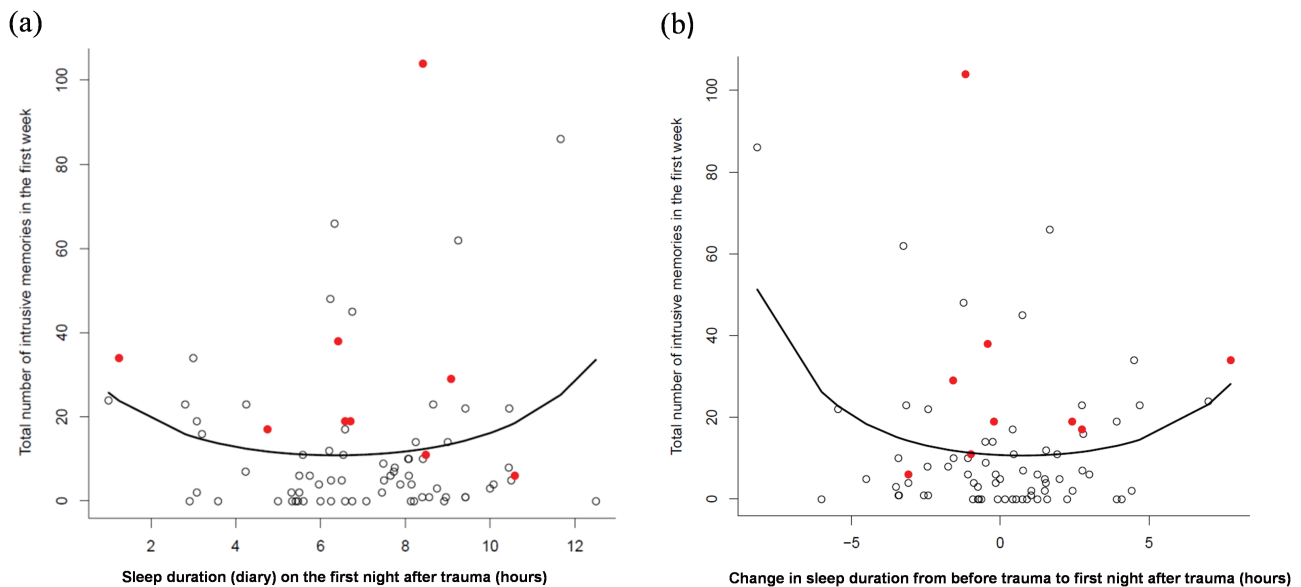 (a)
Total number of intrusive memories in the first week
100
80
60
40
20
0
2 4 6 8 10 12
Sleep duration (diary) on the first night after trauma (hours)
(b)
Total number of intrusive memories in the first week
100
80
60
40
20
0
−5 0 5
Change in sleep duration from before trauma to first night after trauma (hours)